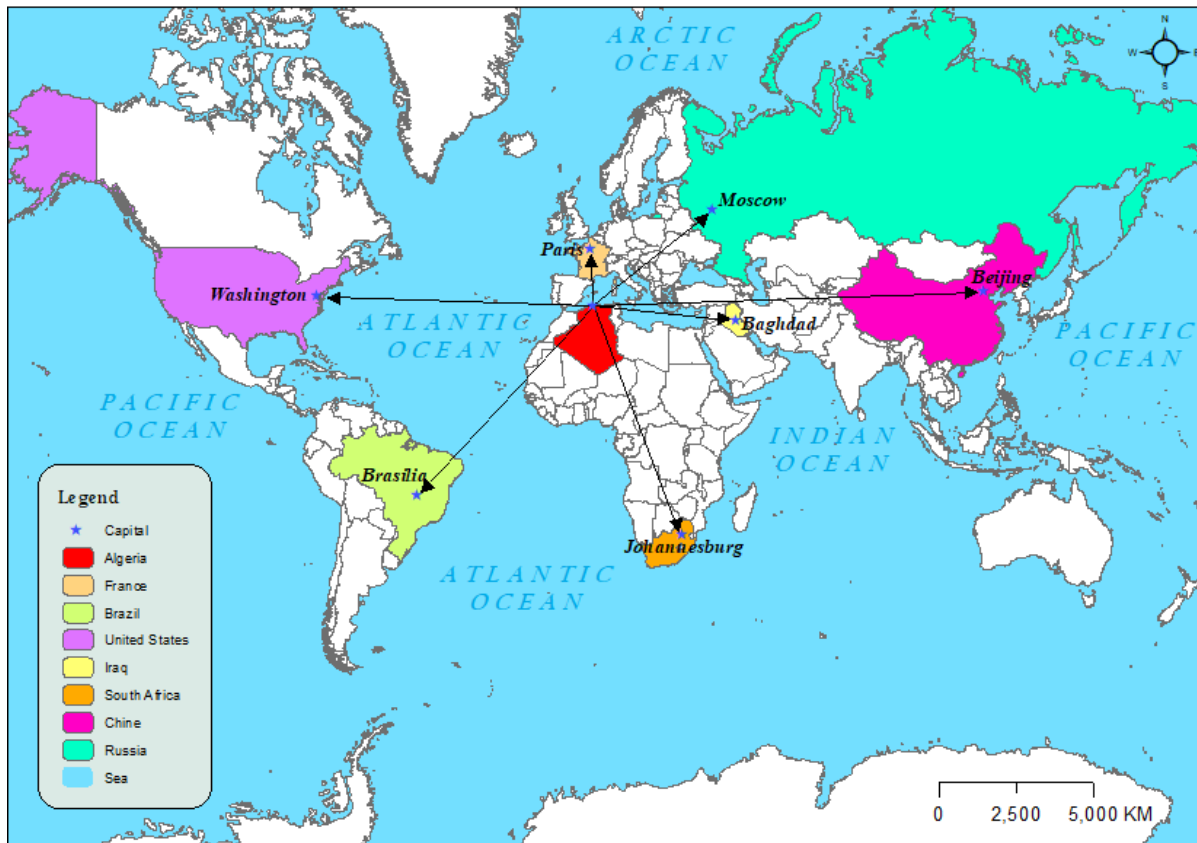 ARCTIC
OCEAN
N
W E
S
Moscow
Paris
Beijing
Washington
ATLANTIC
OCEAN
Baghdad
PACIFIC
OCEAN
PACIFIC
OCEAN
INDIAN
OCEAN
Brasília
Johannesburg
ATLANTIC
OCEAN
Legend
Capital
Algeria
France
Brazil
United States
Iraq
South Africa
Chine
Russia
Sea
0 2,500 5,000 KM